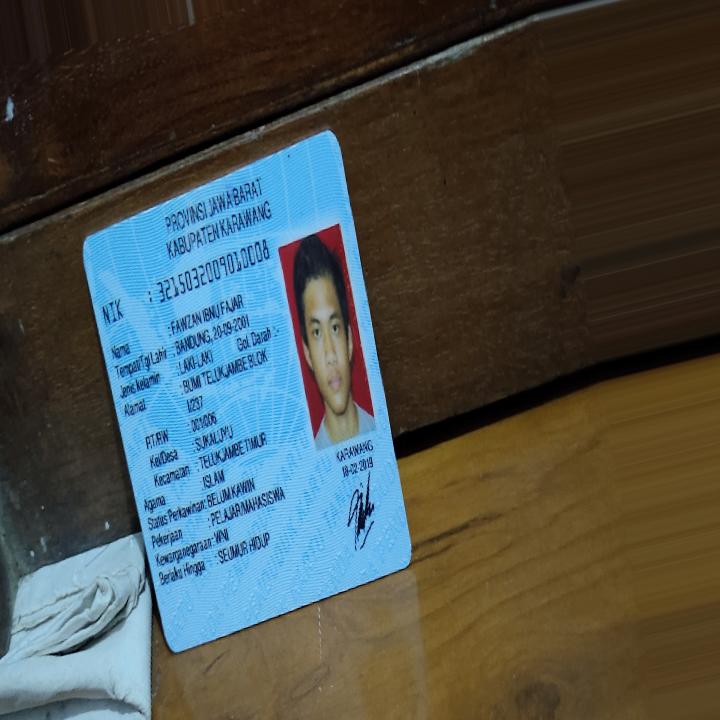 PROVINSI JAWA BARAT
KABUPATEN KARAWANG
NIK : 3215032009010008
Nama : FAWZAN IBNU FAJAR
Tempat/Tgl Lahir : BANDUNG, 20-09-2001
Jenis kelamin : LAKI-LAKI Gol. Darah :-
Alamat : BUMI TELUKJAMBE BLOK
I/237
RT/RW : 001/006
Kel/Desa : SUKALUYU
Kecamatan : TELUKJAMBE TIMUR
Agama : ISLAM
Status Perkawinan: BELUM KAWIN
Pekerjaan : PELAJAR/MAHASISWA
Kewarganegaraan: WNI
Berlaku Hingga : SEUMUR HIDUP
KARAWANG
18-02-2019